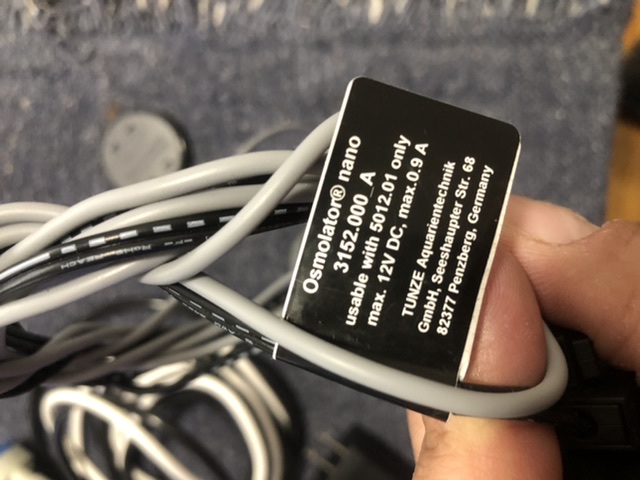 Osmolator® nano
3152.000_A
usable with 5012.01 only
max. 12V DC, max.0.9 A
TUNZE Aquarientechnik
GmbH, Seeshaupter Str. 68
82377 Penzberg, Germany